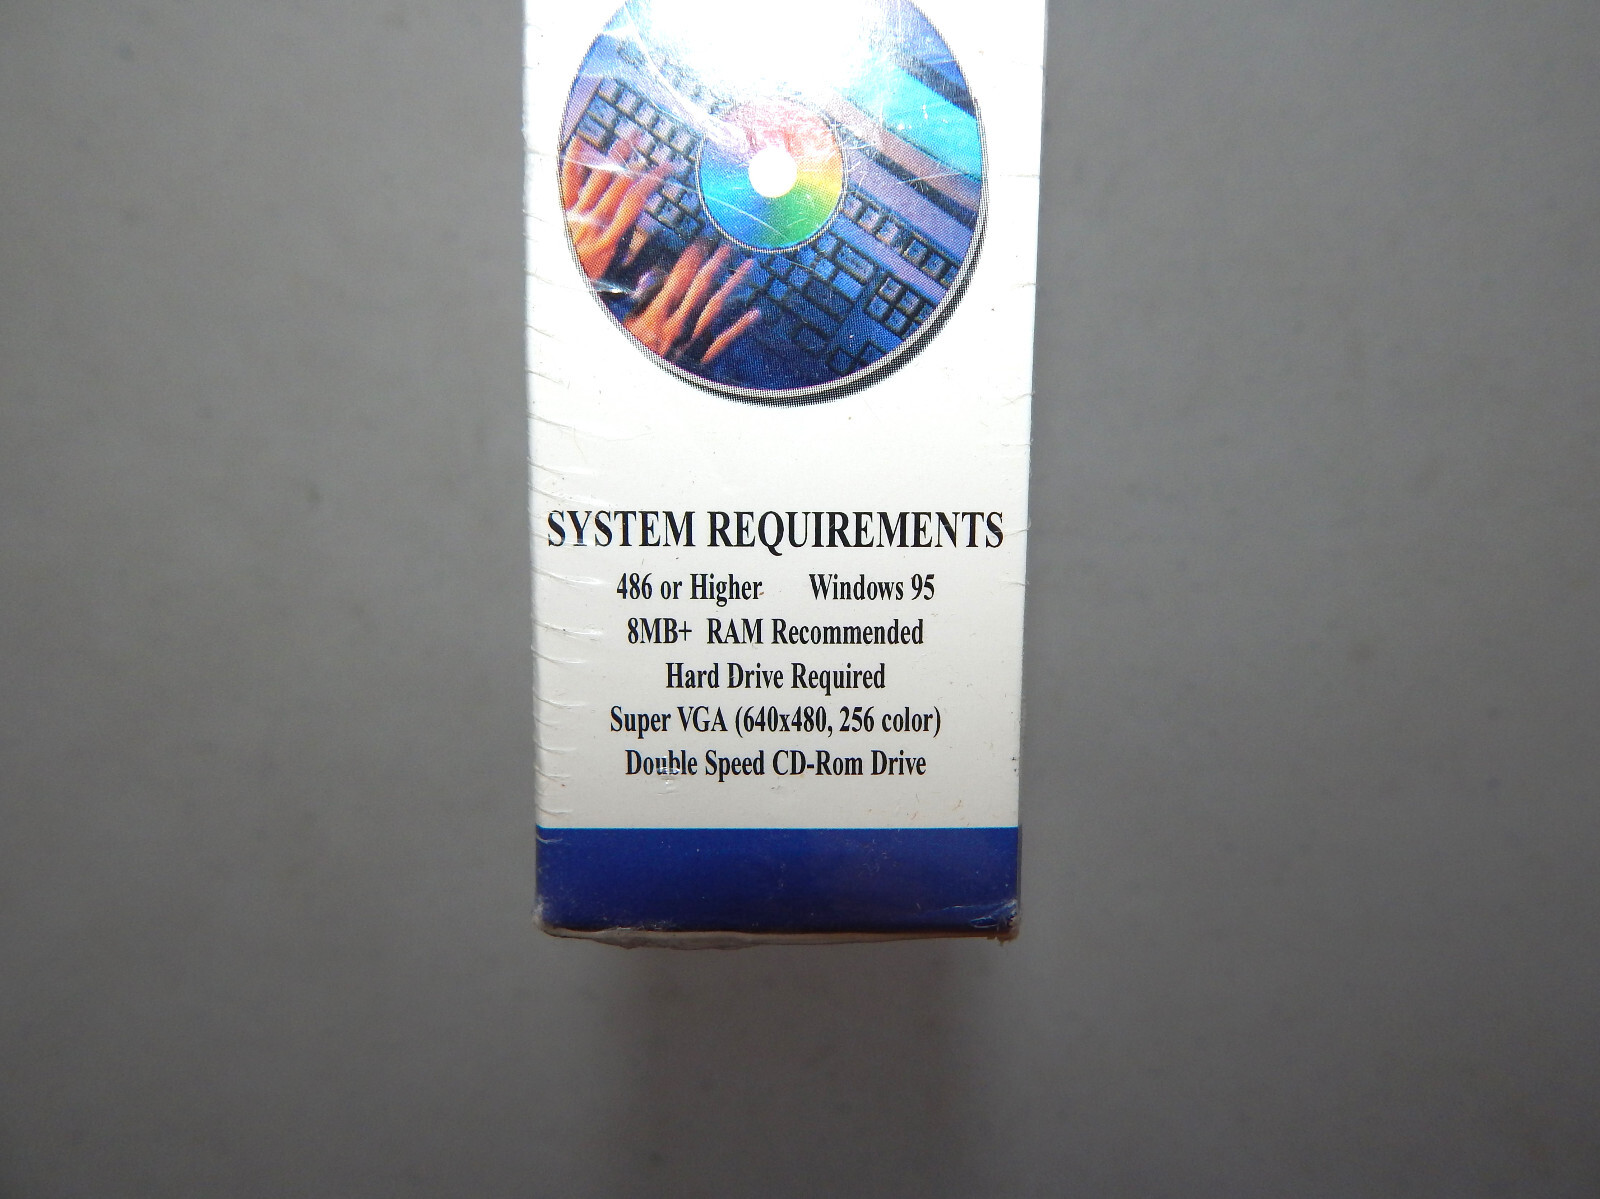 SYSTEM REQUIREMENTS
486 or Higher Windows 95
8MB+ RAM Recommended
Hard Drive Required
Super VGA (640x480, 256 color)
Double Speed CD-Rom Drive